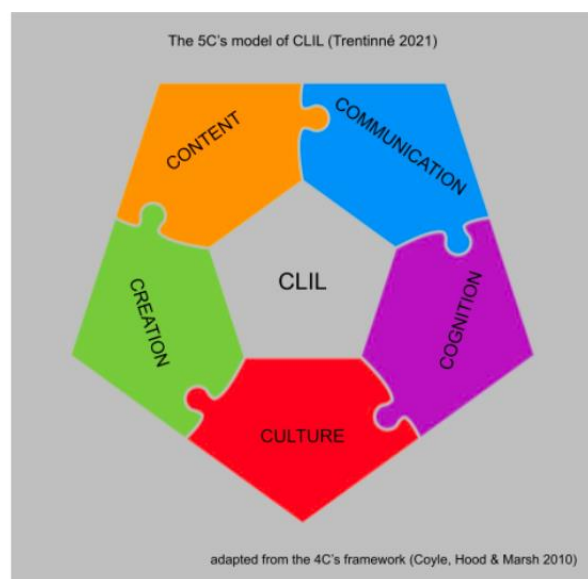 The 5C's model of CLIL (Trentinné 2021)
CONTENT
COMMUNICATION
CLIL
CREATION
COGNITION
CULTURE
adapted from the 4C's framework (Coyle, Hood & Marsh 2010)